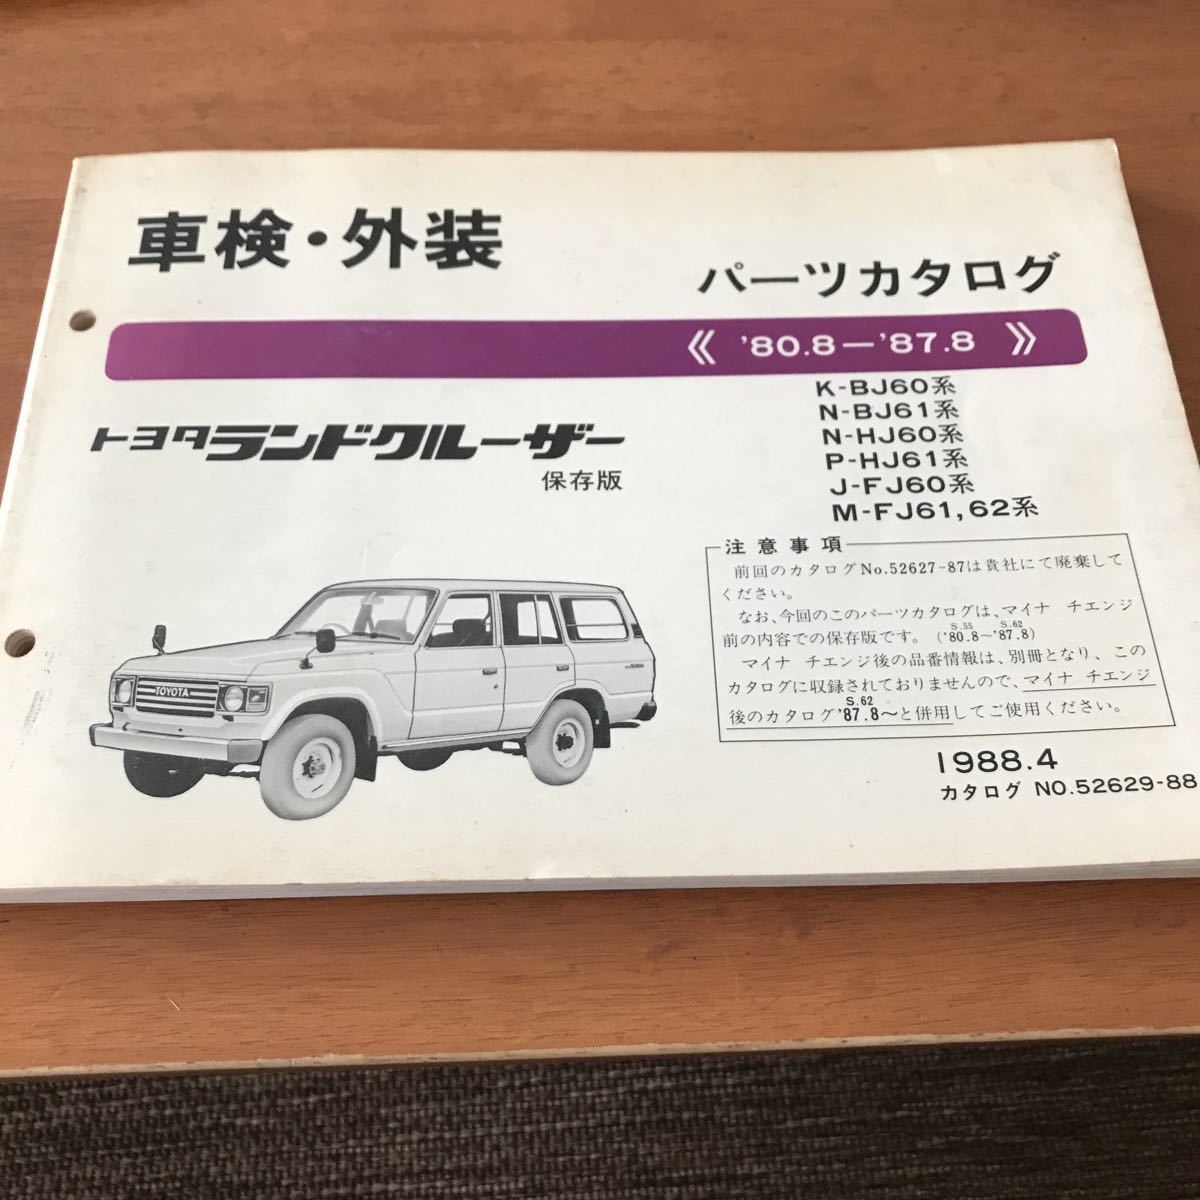 車検・外装
パーツカタログ
《 '80.8－'87.8 》
K-BJ60系
N-BJ61系
N-HJ60系
P-HJ61系
J-FJ60系
M-FJ61,62系
トヨタランドクルーザー
保存版
注意事項
前回のカタログNo.52627-87は貴社にて廃棄して
ください。
なお、今回のこのパーツカタログは、マイナ チエンジ
S.55 S.62
前の内容での保存版です。('80.8～'87.8)
マイナ チエンジ後の品番情報は、別冊となり、この
カタログに収録されておりませんので、マイナ チエンジ
S.62
後のカタログ'87.8～と併用してご使用ください。
TOYOTA
1988.4
カタログ NO.52629-88